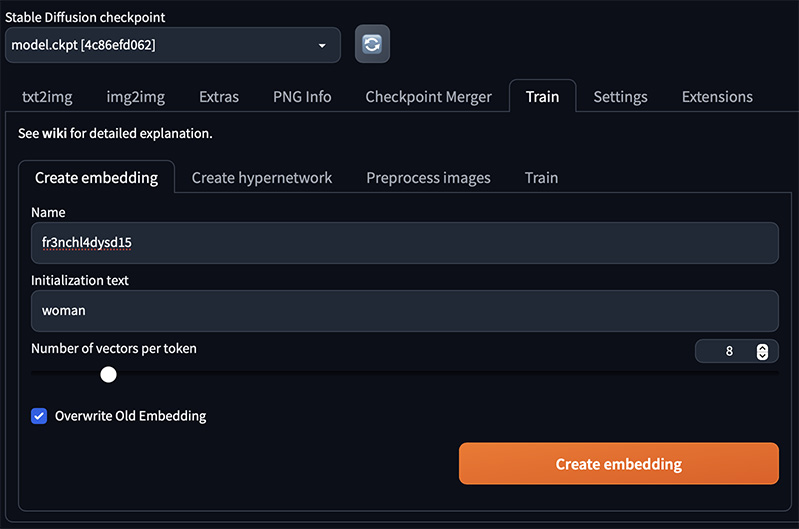 Stable Diffusion checkpoint
model.ckpt [4c86efd062]
txt2img img2img Extras PNG Info Checkpoint Merger Train Settings Extensions
See wiki for detailed explanation.
Create embedding Create hypernetwork Preprocess images Train
Name
fr3nchl4dysd15
Initialization text
woman
Number of vectors per token 8
Overwrite Old Embedding
Create embedding